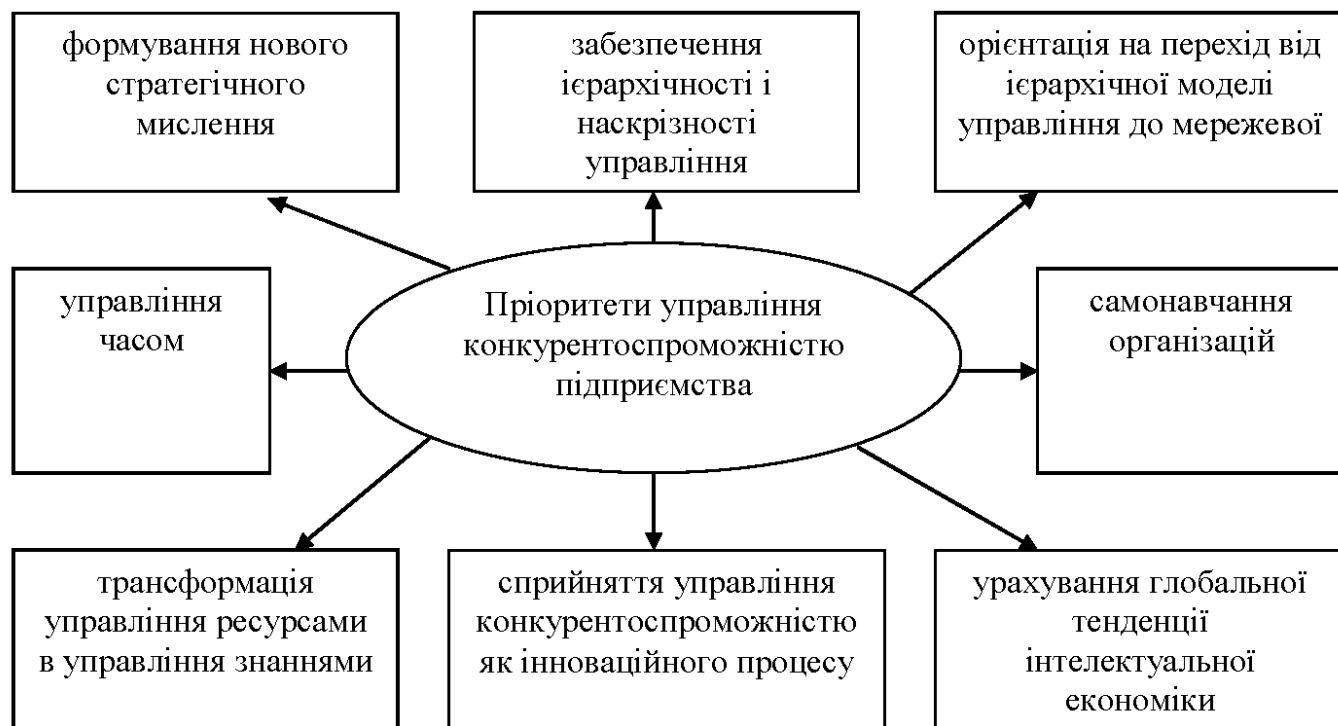 формування нового
стратегічного
мислення
забезпечення
ієрархічності і
наскрізності
управління
орієнтація на перехід від
ієрархічної моделі
управління до мережевої
управління
часом
Пріоритети управління
конкурентоспроможністю
підприємства
самонавчання
організацій
трансформація
управління ресурсами
в управління знаннями
сприйняття управління
конкурентоспроможністю
як інноваційного процесу
урахування глобальної
тенденції
інтелектуальної
економіки